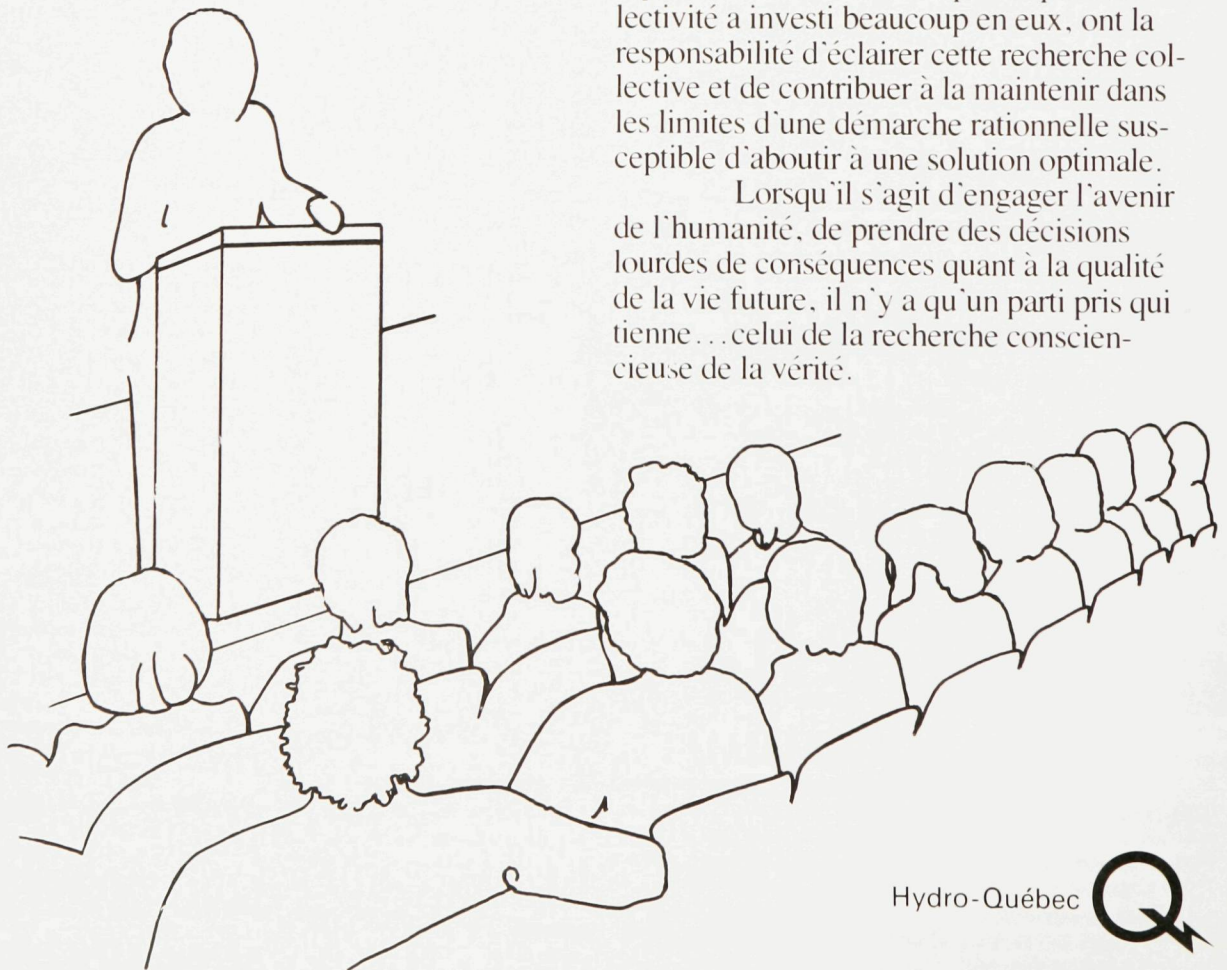 lectivité a investi beaucoup en eux, ont la
responsabilité d'éclairer cette recherche col-
lective et de contribuer à la maintenir dans
les limites d'une démarche rationnelle sus-
ceptible d'aboutir à une solution optimale.
Lorsqu'il s'agit d'engager l'avenir
de l'humanité, de prendre des décisions
lourdes de conséquences quant à la qualité
de la vie future, il n'y a qu'un parti pris qui
tienne...celui de la recherche conscien-
cieuse de la vérité.
Hydro-Québec